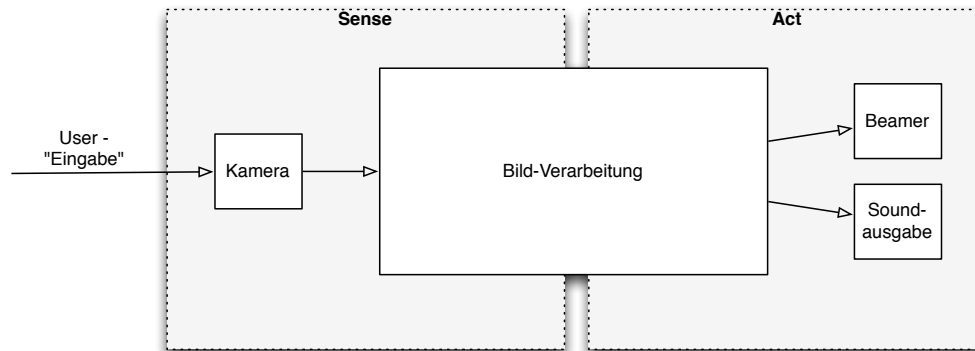 Sense
Act
User -
"Eingabe"
Kamera
Bild-Verarbeitung
Beamer
Sound-
ausgabe